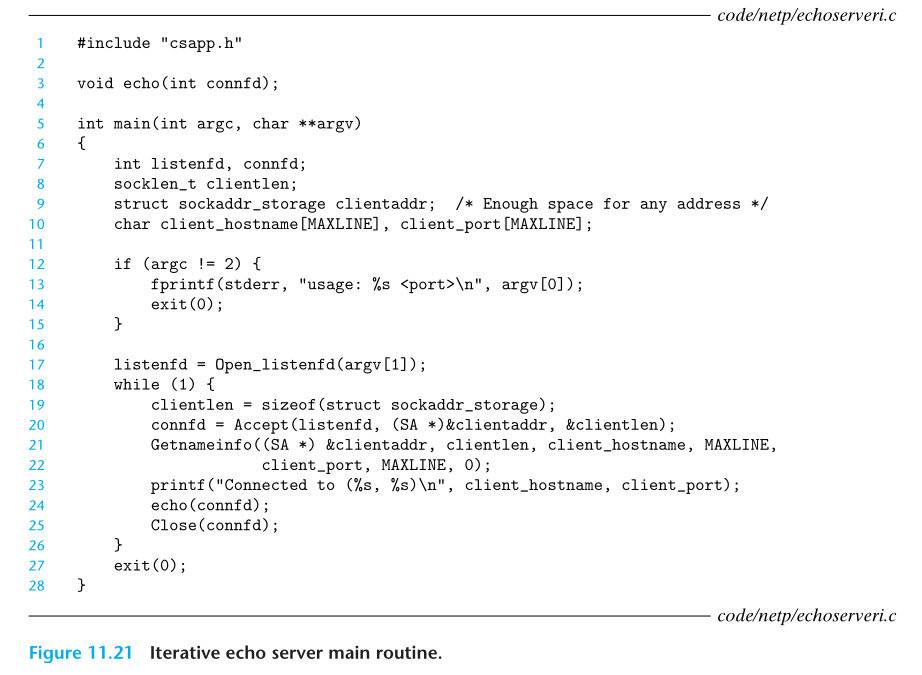 code/netp/echoserveri.c
1 #include "csapp.h"
2
3 void echo(int connfd);
4
5 int main(int argc, char **argv)
6 {
7     int listenfd, connfd;
8     socklen_t clientlen;
9     struct sockaddr_storage clientaddr;  /* Enough space for any address */
10     char client_hostname[MAXLINE], client_port[MAXLINE];
11
12     if (argc != 2) {
13         fprintf(stderr, "usage: %s <port>\n", argv[0]);
14         exit(0);
15     }
16
17     listenfd = Open_listenfd(argv[1]);
18     while (1) {
19         clientlen = sizeof(struct sockaddr_storage);
20         connfd = Accept(listenfd, (SA *)&clientaddr, &clientlen);
21         Getnameinfo((SA *) &clientaddr, clientlen, client_hostname, MAXLINE,
22                     client_port, MAXLINE, 0);
23         printf("Connected to (%s, %s)\n", client_hostname, client_port);
24         echo(connfd);
25         Close(connfd);
26     }
27     exit(0);
28 }
code/netp/echoserveri.c
Figure 11.21 Iterative echo server main routine.